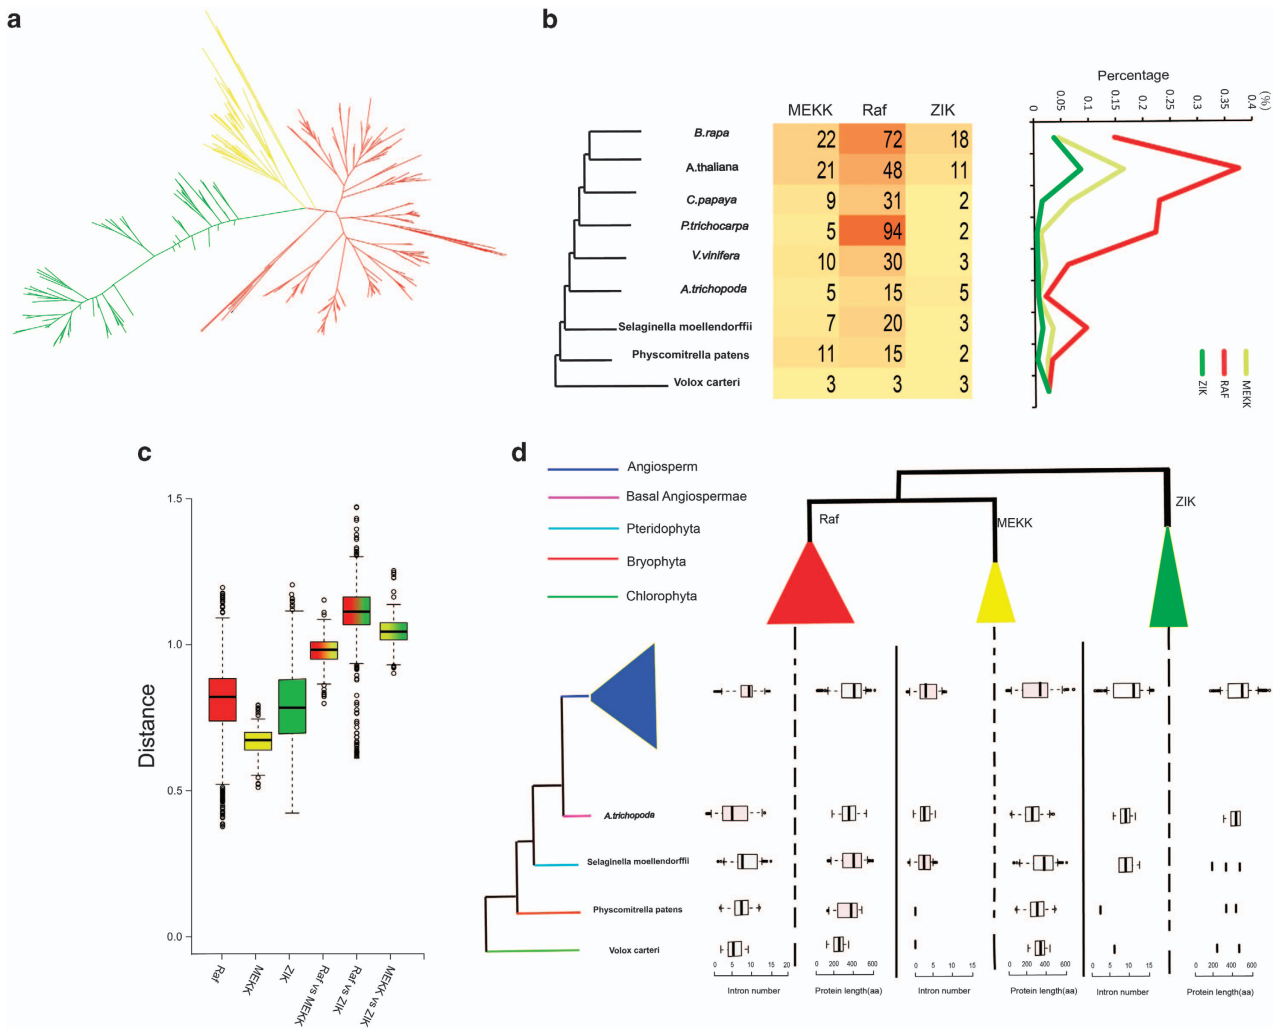 a
b
Percentage
(%)
0 0.05 0.1 0.15 0.2 0.25 0.3 0.35 0.4
MEKK Raf ZIK
B.rapa 22 72 18
A.thaliana 21 48 11
C.papaya 9 31 2
P.trichocarpa 5 94 2
V.vinifera 10 30 3
A.trichopoda 5 15 5
Selaginella moellendorffii 7 20 3
Physcomitrella patens 11 15 2
Volox carteri 3 3 3
ZIK
RAF
MEKK
c
Distance
1.5
1.0
0.5
0.0
Raf
MEKK
ZIK
Raf vs MEKK
Raf vs ZIK
MEKK vs ZIK
d
Angiosperm
Basal Angiospermae
Pteridophyta
Bryophyta
Chlorophyta
Raf
MEKK
ZIK
A.trichopoda
Selaginella moellendorffii
Physcomitrella patens
Volox carteri
0 5 10 15 20
0 200 400 600
0 5 10 15
0 200 400 600
0 5 10 15
0 200 400 600
Intron number
Protein length(aa)
Intron number
Protein length(aa)
Intron number
Protein length(aa)